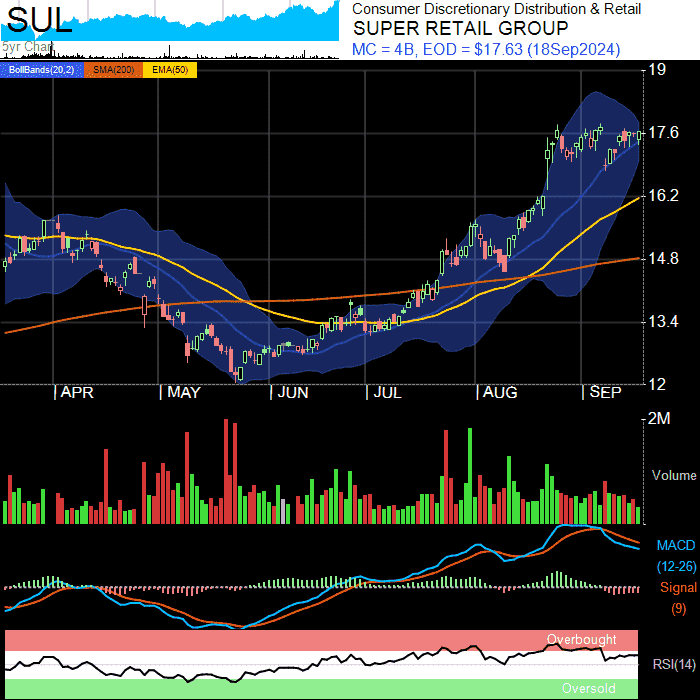 SUL
5yr Chart
Consumer Discretionary Distribution & Retail
SUPER RETAIL GROUP
MC = 4B, EOD = $17.63 (18Sep2024)
BollBands(20,2) SMA(200) EMA(50)
19
17.6
16.2
14.8
13.4
12
APR MAY JUN JUL AUG SEP
2M
Volume
MACD
(12-26)
Signal
(9)
Overbought
RSI(14)
Oversold